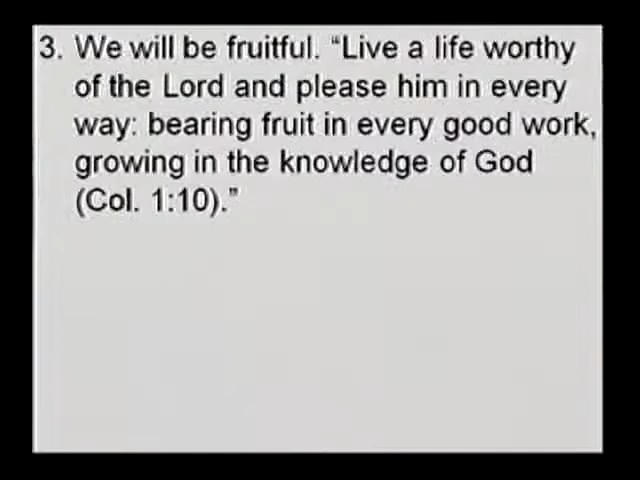 3. We will be fruitful. “Live a life worthy
of the Lord and please him in every
way: bearing fruit in every good work,
growing in the knowledge of God
(Col. 1:10).”